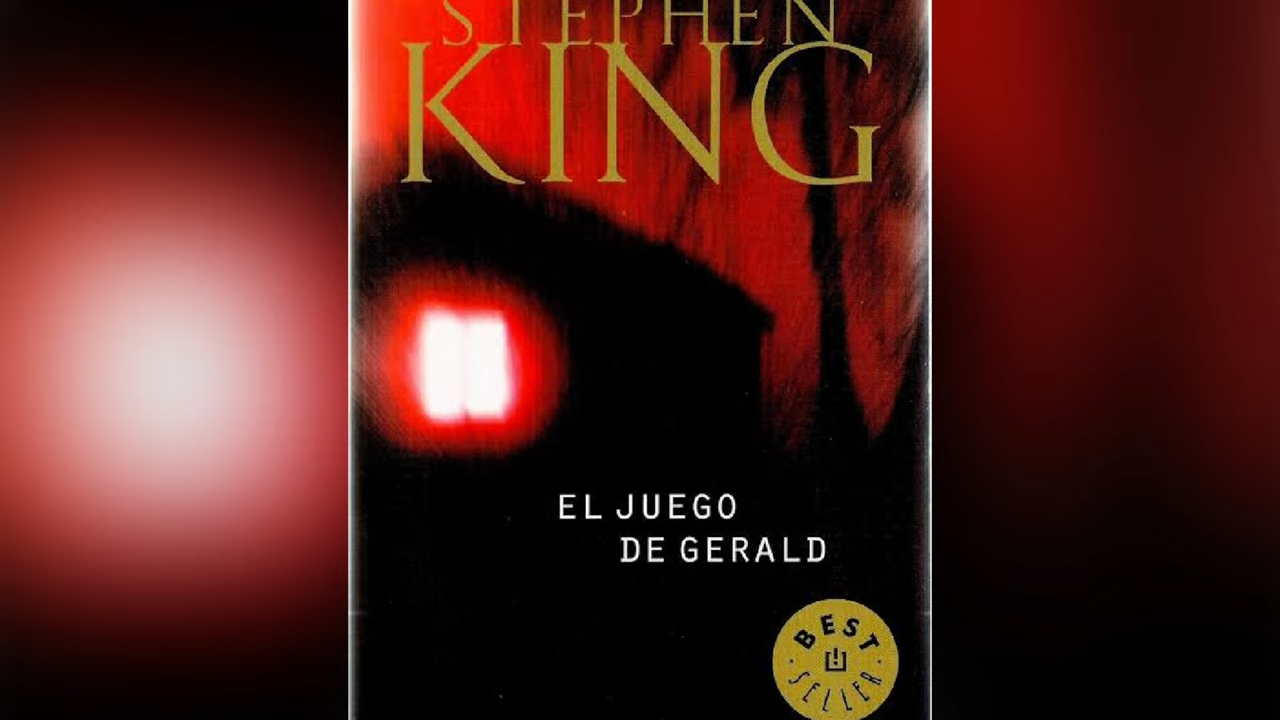 STEPHEN
KING
EL JUEGO
DE GERALD
BEST
SELLER